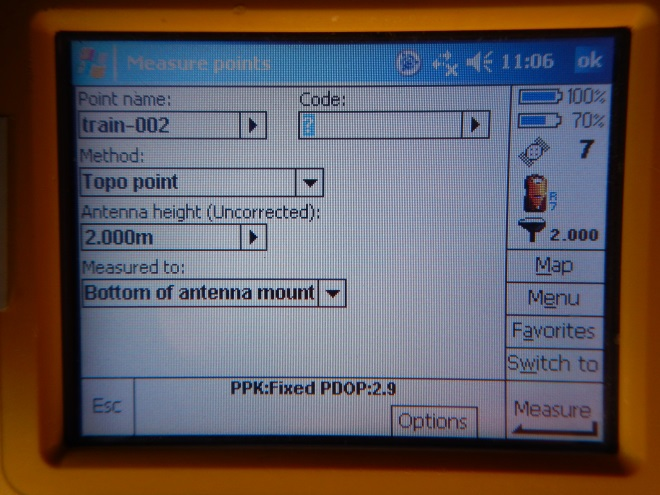 Measure points 11:06 ok
Point name: Code:
train-002 ?
Method:
Topo point
Antenna height (Uncorrected):
2.000m
Measured to:
Bottom of antenna mount
100%
70%
7
R
7
2.000
Map
Menu
Favorites
Switch to
PPK:Fixed PDOP:2.9
Esc
Options
Measure